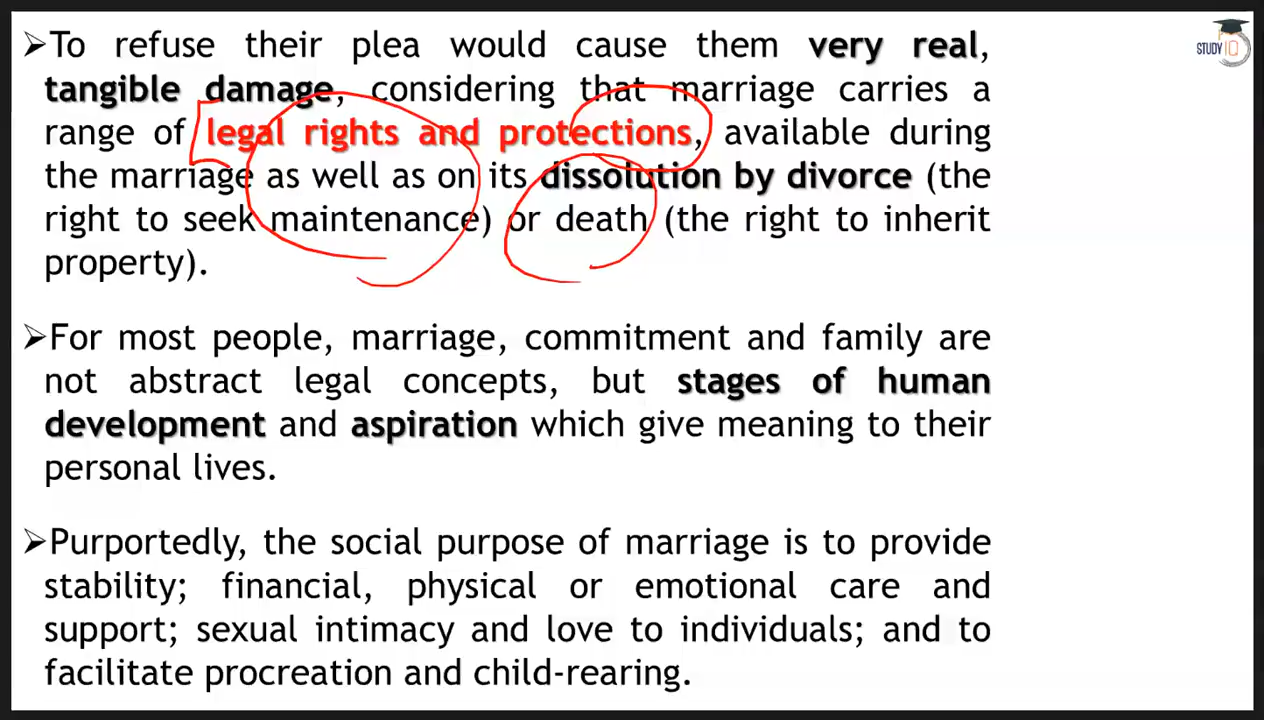 ➢To refuse their plea would cause them very real,
tangible damage, considering that marriage carries a
range of legal rights and protections, available during
the marriage as well as on its dissolution by divorce (the
right to seek maintenance) or death (the right to inherit
property).
➢For most people, marriage, commitment and family are
not abstract legal concepts, but stages of human
development and aspiration which give meaning to their
personal lives.
➢Purportedly, the social purpose of marriage is to provide
stability; financial, physical or emotional care and
support; sexual intimacy and love to individuals; and to
facilitate procreation and child-rearing.
STUDY IQ